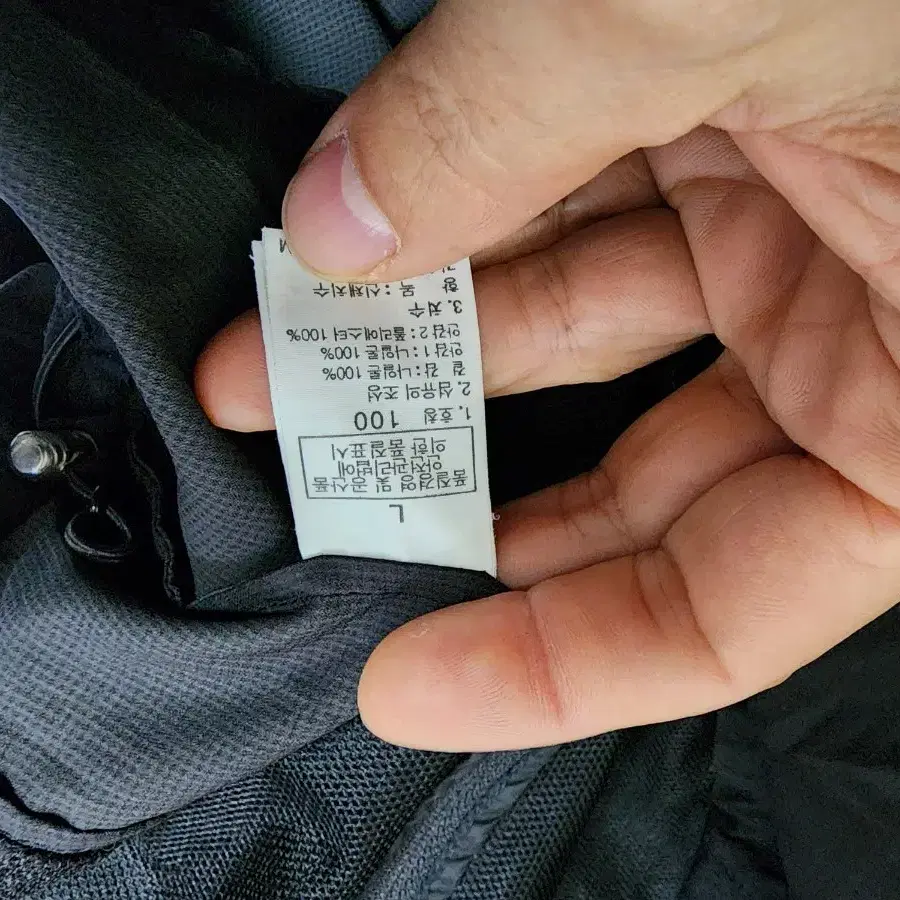 L
품질경영 및 공산품
안전관리법에
의한 품질표시
1. 호칭 100
2. 섬유의 조성
겉 감 : 나일론 100%
안감 1 : 나일론 100%
안감 2 : 폴리에스터 100%
3. 치수
항 목 : 신체치수